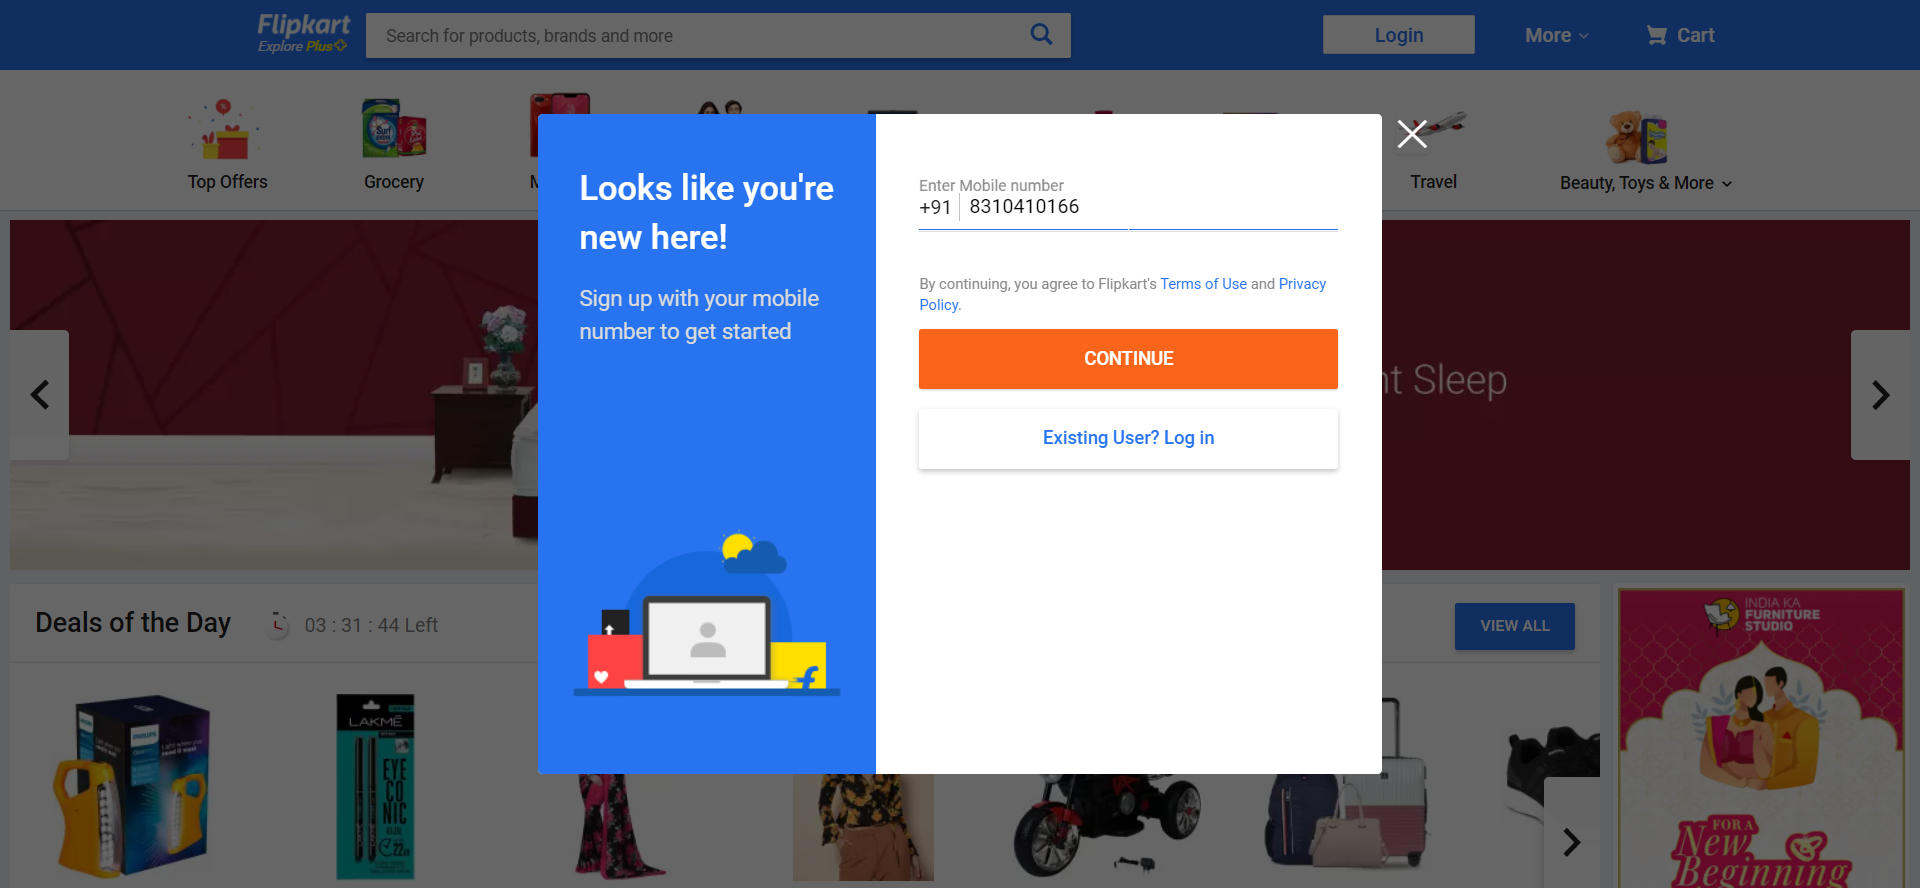 Flipkart
Explore Plus
Search for products, brands and more
Login
More
Cart
Top Offers
Grocery
M
Travel
Beauty, Toys & More
Looks like you're
new here!
Sign up with your mobile
number to get started
Enter Mobile number
+91 8310410166
By continuing, you agree to Flipkart's Terms of Use and Privacy
Policy.
CONTINUE
Existing User? Log in
nt Sleep
Deals of the Day
03 : 31 : 44 Left
VIEW ALL
INDIA KA
FURNITURE
STUDIO
PHILIPS
LAKMĒ
EYE
CO
NIC
KAJAL
22
FOR A
New
Beginning